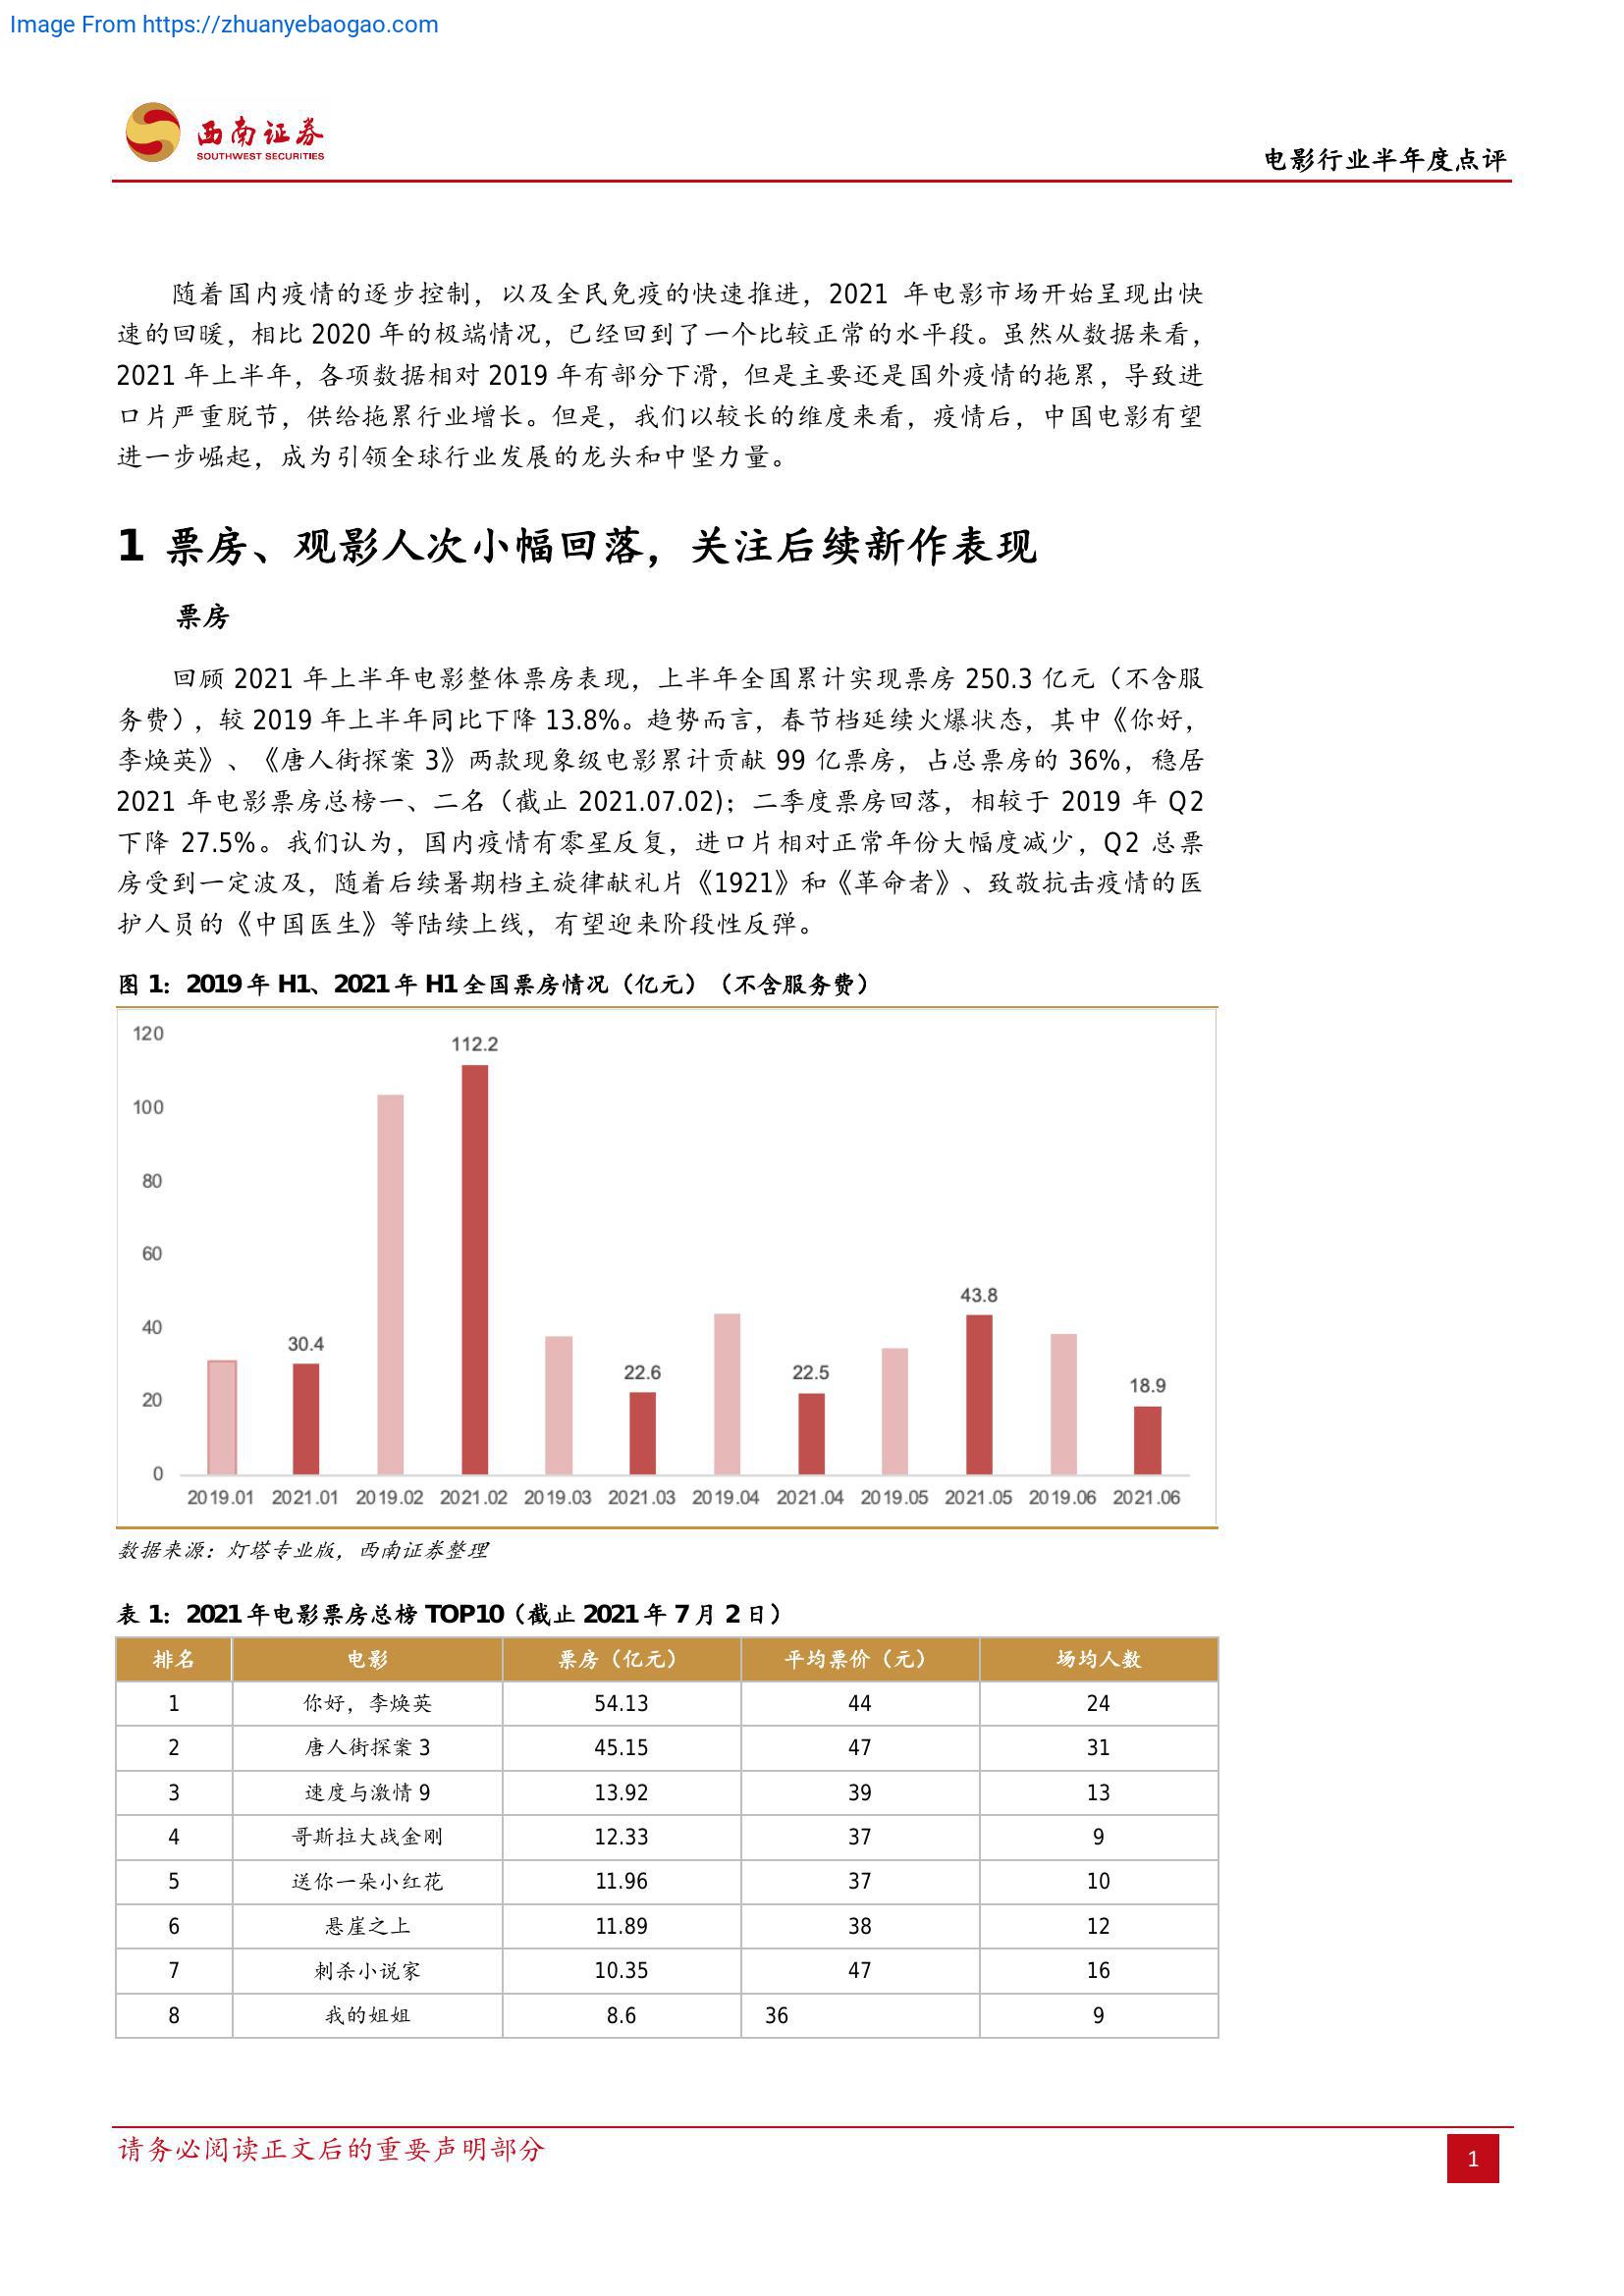 Image From https://zhuanyebaogao.com
西南证券
SOUTHWEST SECURITIES
电影行业半年度点评
随着国内疫情的逐步控制，以及全民免疫的快速推进，2021 年电影市场开始呈现出快
速的回暖，相比 2020 年的极端情况，已经回到了一个比较正常的水平段。虽然从数据来看，
2021 年上半年，各项数据相对 2019 年有部分下滑，但是主要还是国外疫情的拖累，导致进
口片严重脱节，供给拖累行业增长。但是，我们以较长的维度来看，疫情后，中国电影有望
进一步崛起，成为引领全球行业发展的龙头和中坚力量。
1 票房、观影人次小幅回落，关注后续新作表现
票房
回顾 2021 年上半年电影整体票房表现，上半年全国累计实现票房 250.3 亿元（不含服
务费），较 2019 年上半年同比下降 13.8%。趋势而言，春节档延续火爆状态，其中《你好，
李焕英》、《唐人街探案 3》两款现象级电影累计贡献 99 亿票房，占总票房的 36%，稳居
2021 年电影票房总榜一、二名（截止 2021.07.02)；二季度票房回落，相较于 2019 年 Q2
下降 27.5%。我们认为，国内疫情有零星反复，进口片相对正常年份大幅度减少，Q2 总票
房受到一定波及，随着后续暑期档主旋律献礼片《1921》和《革命者》、致敬抗击疫情的医
护人员的《中国医生》等陆续上线，有望迎来阶段性反弹。
图 1：2019 年 H1、2021 年 H1 全国票房情况（亿元）（不含服务费）
120
100
80
60
40
20
0
30.4
112.2
22.6
22.5
43.8
18.9
2019.01 2021.01 2019.02 2021.02 2019.03 2021.03 2019.04 2021.04 2019.05 2021.05 2019.06 2021.06
数据来源：灯塔专业版，西南证券整理
表 1：2021 年电影票房总榜 TOP10（截止 2021 年 7 月 2 日）
排名 电影 票房（亿元） 平均票价（元） 场均人数
1 你好，李焕英 54.13 44 24
2 唐人街探案 3 45.15 47 31
3 速度与激情 9 13.92 39 13
4 哥斯拉大战金刚 12.33 37 9
5 送你一朵小红花 11.96 37 10
6 悬崖之上 11.89 38 12
7 刺杀小说家 10.35 47 16
8 我的姐姐 8.6 36 9
请务必阅读正文后的重要声明部分
1